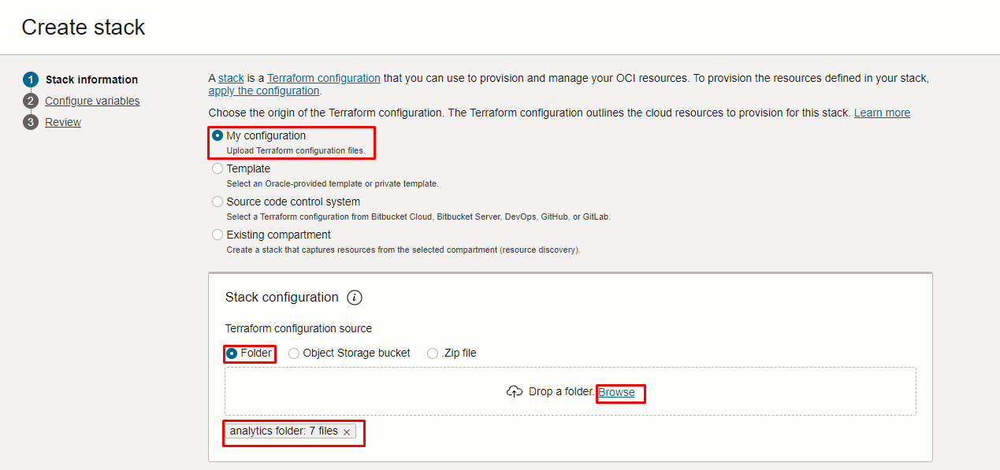 Create stack
1 Stack information
2 Configure variables
3 Review
A stack is a Terraform configuration that you can use to provision and manage your OCI resources. To provision the resources defined in your stack,
apply the configuration.
Choose the origin of the Terraform configuration. The Terraform configuration outlines the cloud resources to provision for this stack. Learn more
My configuration
Upload Terraform configuration files.
Template
Select an Oracle-provided template or private template.
Source code control system
Select a Terraform configuration from Bitbucket Cloud, Bitbucket Server, DevOps, GitHub, or GitLab.
Existing compartment
Create a stack that captures resources from the selected compartment (resource discovery).
Stack configuration i
Terraform configuration source
Folder Object Storage bucket .Zip file
Drop a folder. Browse
analytics folder: 7 files ×